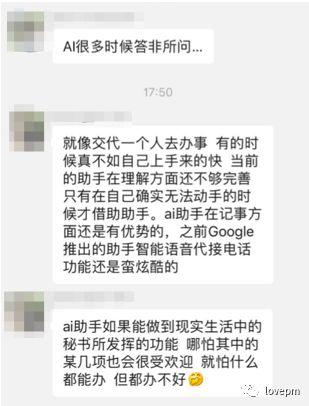 AI很多时候答非所问...
17:50
就像交代一个人去办事 有的时
候真不如自己上手来的快 当前
的助手在理解方面还不够完善
只有在自己确实无法动手的时
候才借助助手。ai助手在记事方
面还是有优势的，之前Google
推出的助手智能语音代接电话
功能还是蛮炫酷的
ai助手如果能做到现实生活中的
秘书所发挥的功能 哪怕其中的
某几项也会很受欢迎 就怕什么
都能办 但都办不好
lovepm